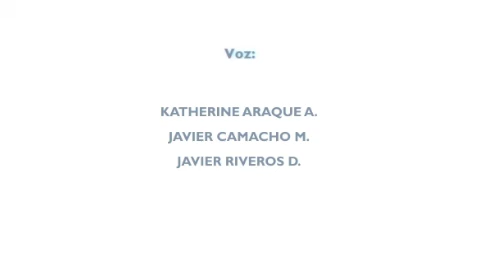 Voz:
KATHERINE ARAQUE A.
JAVIER CAMACHO M.
JAVIER RIVEROS D.